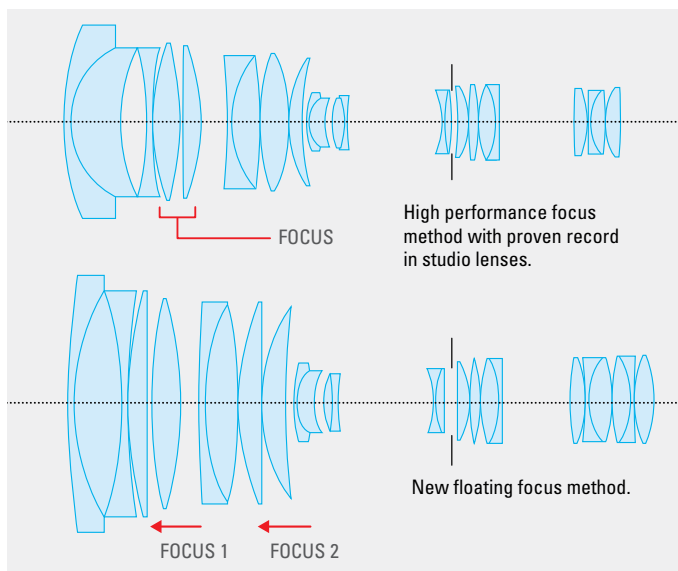 FOCUS
High performance focus
method with proven record
in studio lenses.
New floating focus method.
FOCUS 1
FOCUS 2